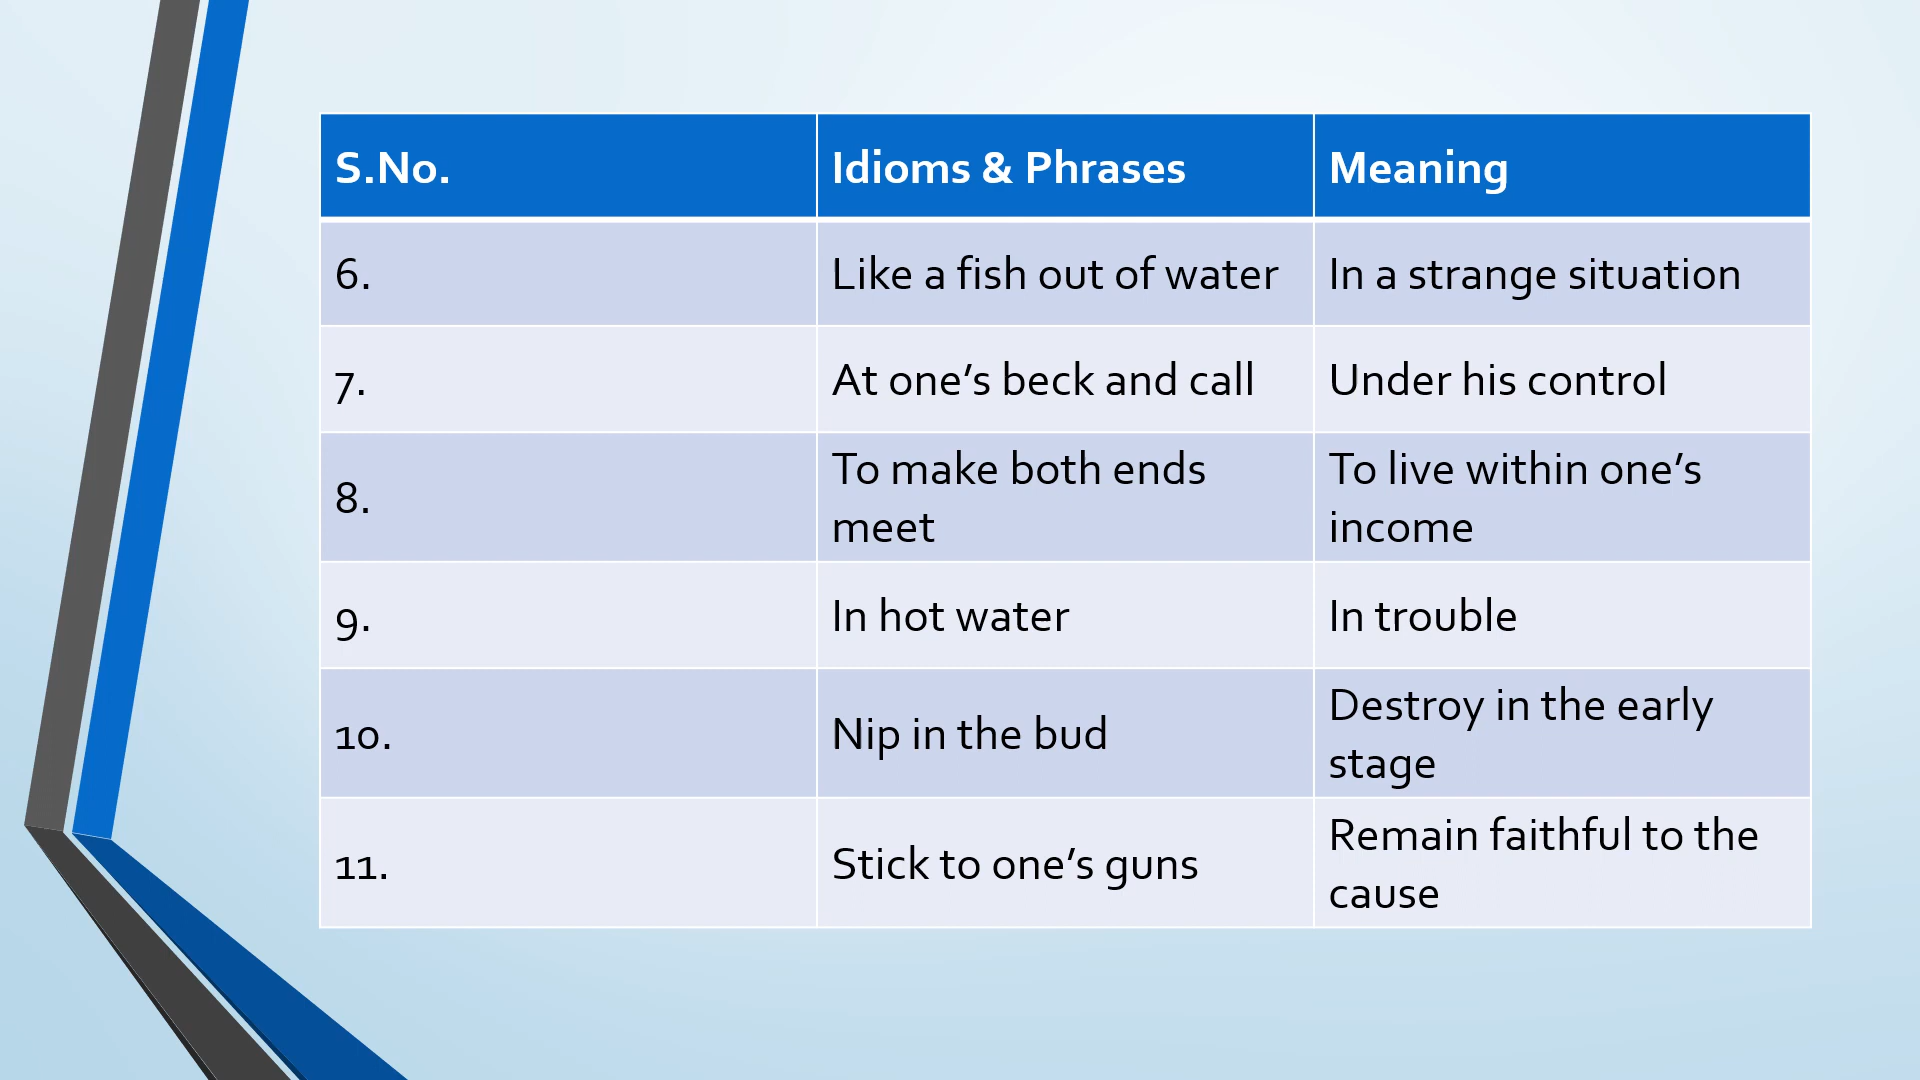 S.No. Idioms & Phrases Meaning
6. Like a fish out of water In a strange situation
7. At one’s beck and call Under his control
8. To make both ends meet To live within one’s income
9. In hot water In trouble
10. Nip in the bud Destroy in the early stage
11. Stick to one’s guns Remain faithful to the cause